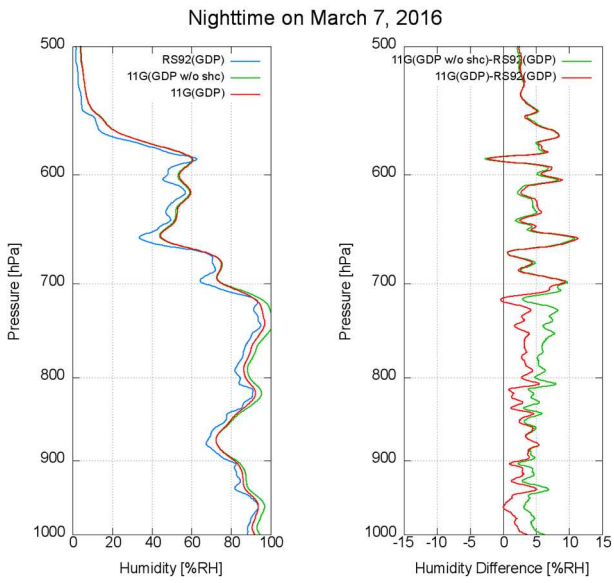 Nighttime on March 7, 2016
RS92(GDP)
11G(GDP w/o shc)
11G(GDP)
500
600
700
800
900
1000
Pressure [hPa]
0 20 40 60 80 100
Humidity [%RH]
11G(GDP w/o shc)-RS92(GDP)
11G(GDP)-RS92(GDP)
500
600
700
800
900
1000
Pressure [hPa]
-15 -10 -5 0 5 10 15
Humidity Difference [%RH]